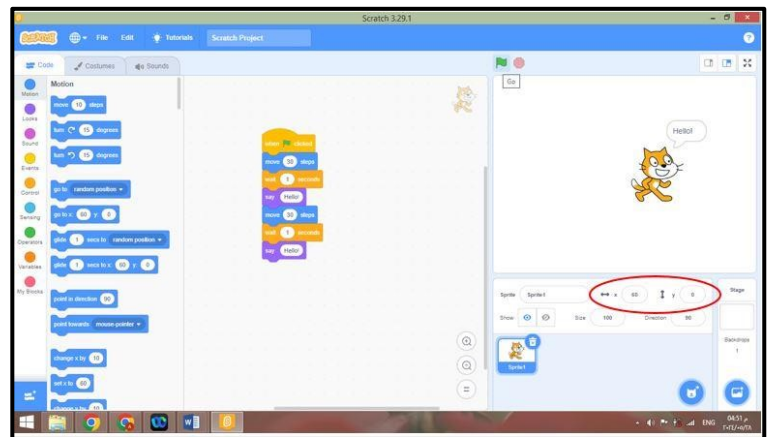 Scratch 3.29.1
SCRATCH File Edit Tutorials Scratch Project
Code Costumes Sounds
Go
Motion
Looks
Sound
Events
Control
Sensing
Operators
Variables
My Blocks
Motion
move 10 steps
turn 15 degrees
turn 15 degrees
go to random position
go to x: 60 y: 0
glide 1 secs to random position
glide 1 secs to x: 60 y: 0
point in direction 90
point towards mouse-pointer
change x by 10
set x to 60
change y by 10
when clicked
move 30 steps
wait 1 seconds
say Hello!
move 30 steps
wait 1 seconds
say Hello!
Hello!
Sprite Sprite1 x 60 y 0
Show Size 100 Direction 90
Sprite1
Stage
Backdrops
1
ENG
04:51 م